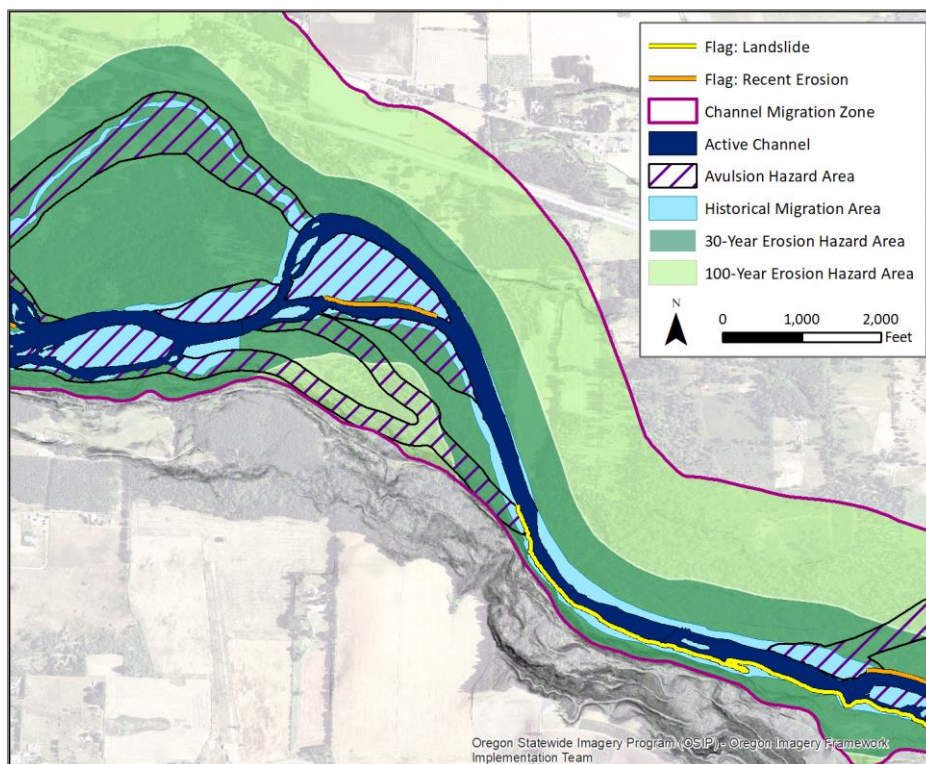 Flag: Landslide
Flag: Recent Erosion
Channel Migration Zone
Active Channel
Avulsion Hazard Area
Historical Migration Area
30-Year Erosion Hazard Area
100-Year Erosion Hazard Area
N
0 1,000 2,000
Feet
Oregon Statewide Imagery Program (OSIP) - Oregon Imagery Framework
Implementation Team